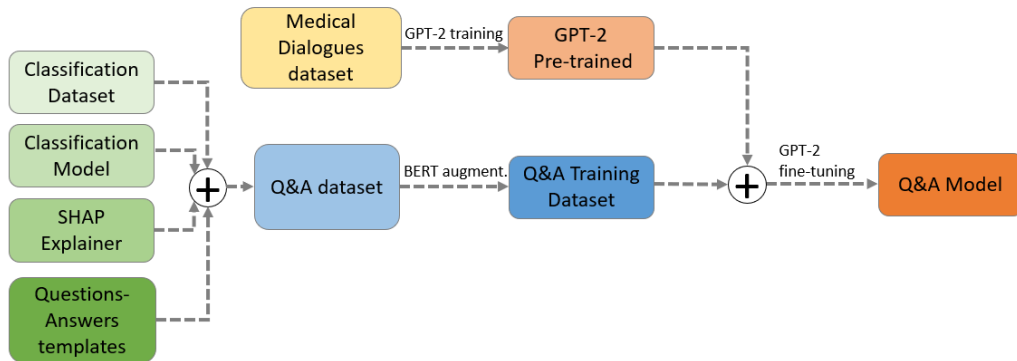 Medical
Dialogues
dataset
GPT-2 training
GPT-2
Pre-trained
Classification
Dataset
Classification
Model
SHAP
Explainer
Questions-
Answers
templates
+
Q&A dataset
BERT augment.
Q&A Training
Dataset
+
GPT-2
fine-tuning
Q&A Model